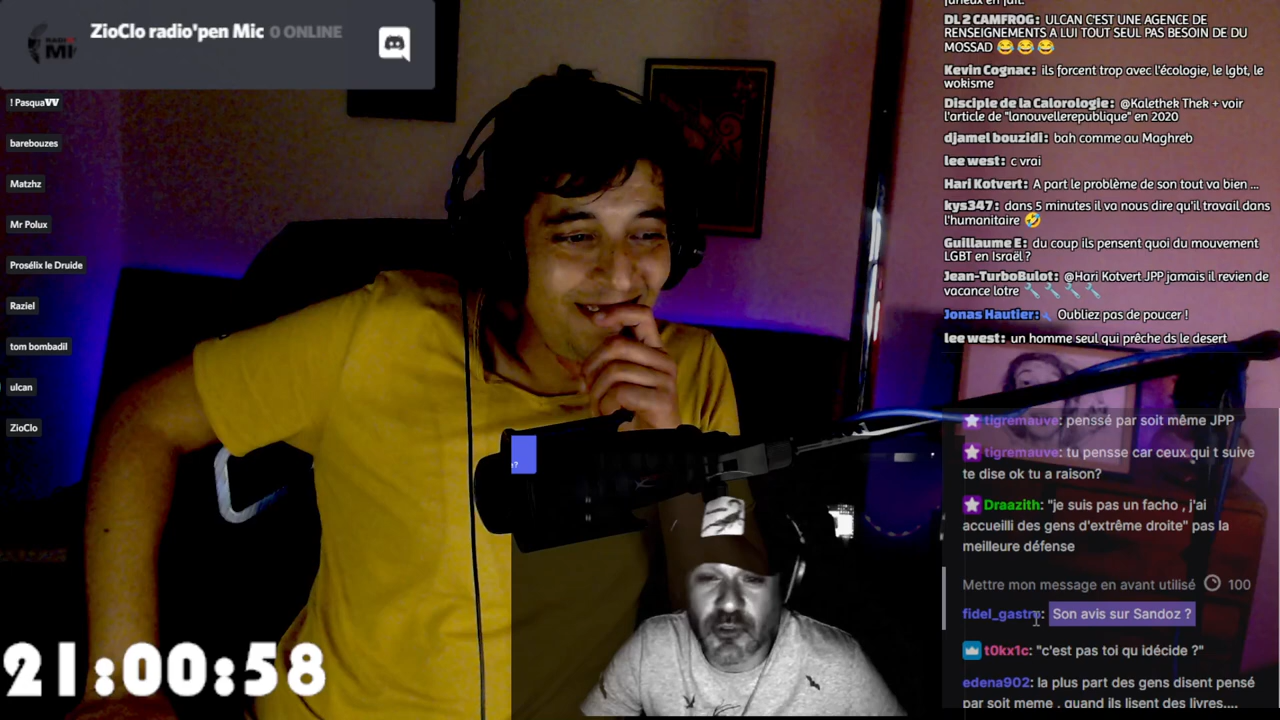 ZioClo radio'pen Mic 0 ONLINE
MI
! PasquaVV
barebouzes
Matzhz
Mr Polux
Prosélix le Druide
Raziel
tom bombadil
ulcan
ZioClo
21:00:58
DL 2 CAMFROG: ULCAN C'EST UNE AGENCE DE
RENSEIGNEMENTS A LUI TOUT SEUL PAS BESOIN DE DU
MOSSAD 😂😂😂
Kevin Cognac: ils forcent trop avec l'écologie, le lgbt, le
wokisme
Disciple de la Calorologie: @Kalethek Thek + voir
l'article de "lanouvellerepublique" en 2020
djamel bouzidi: bah comme au Maghreb
lee west: c vrai
Hari Kotvert: A part le problème de son tout va bien ...
kys347: dans 5 minutes il va nous dire qu'il travail dans
l'humanitaire 🤣
Guillaume E: du coup ils pensent quoi du mouvement
LGBT en Israël ?
Jean-TurboBulot: @Hari Kotvert JPP jamais il revien de
vacance lotre 🔧🔧🔧🔧
Jonas Hautier: 🔧 Oubliez pas de poucer !
lee west: un homme seul qui prêche ds le desert
tigremauve: penssé par soit même JPP
tigremauve: tu pensse car ceux qui t suive
te dise ok tu a raison?
Draazith: "je suis pas un facho , j'ai
accueilli des gens d'extrême droite" pas la
meilleure défense
Mettre mon message en avant utilisé 100
fidel_gastro: Son avis sur Sandoz ?
t0kx1c: "c'est pas toi qu idécide ?"
edena902: la plus part des gens disent pensé
par soit meme , quand ils lisent des livres....